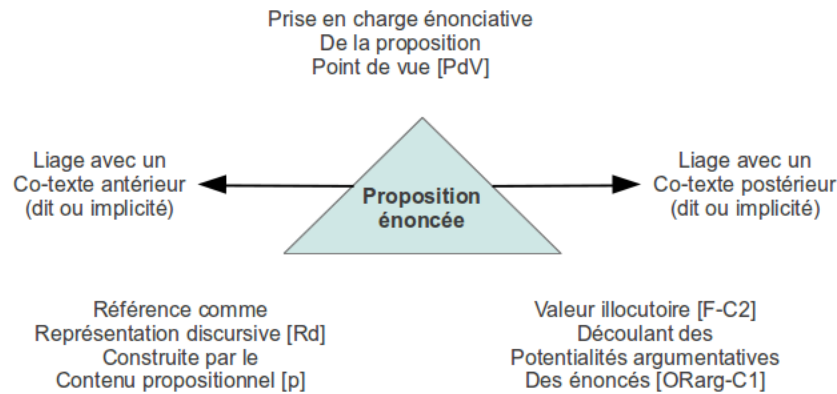 Prise en charge énonciative
De la proposition
Point de vue [PdV]
Liage avec un
Co-texte antérieur
(dit ou implicité)
Proposition
énoncée
Liage avec un
Co-texte postérieur
(dit ou implicité)
Référence comme
Représentation discursive [Rd]
Construite par le
Contenu propositionnel [p]
Valeur illocutoire [F-C2]
Découlant des
Potentialités argumentatives
Des énoncés [ORarg-C1]